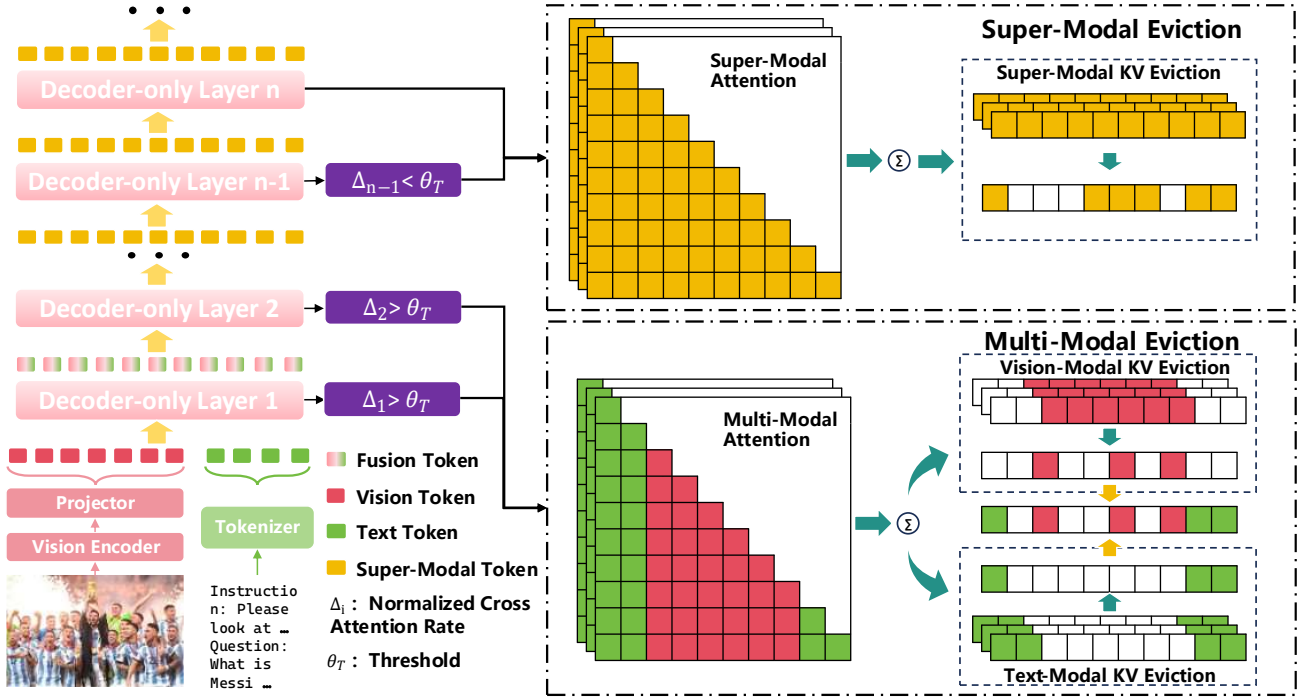 • • •
Decoder-only Layer n
Decoder-only Layer n-1
Δn−1< θT
• • •
Decoder-only Layer 2
Δ2> θT
Decoder-only Layer 1
Δ1> θT
Projector
Vision Encoder
Tokenizer
Instructio
n: Please
look at …
Question:
What is
Messi …
Fusion Token
Vision Token
Text Token
Super-Modal Token
Δi : Normalized Cross
Attention Rate
θT : Threshold
Super-Modal
Attention
Σ
Super-Modal Eviction
Super-Modal KV Eviction
Multi-Modal
Attention
Σ
Multi-Modal Eviction
Vision-Modal KV Eviction
Text-Modal KV Eviction